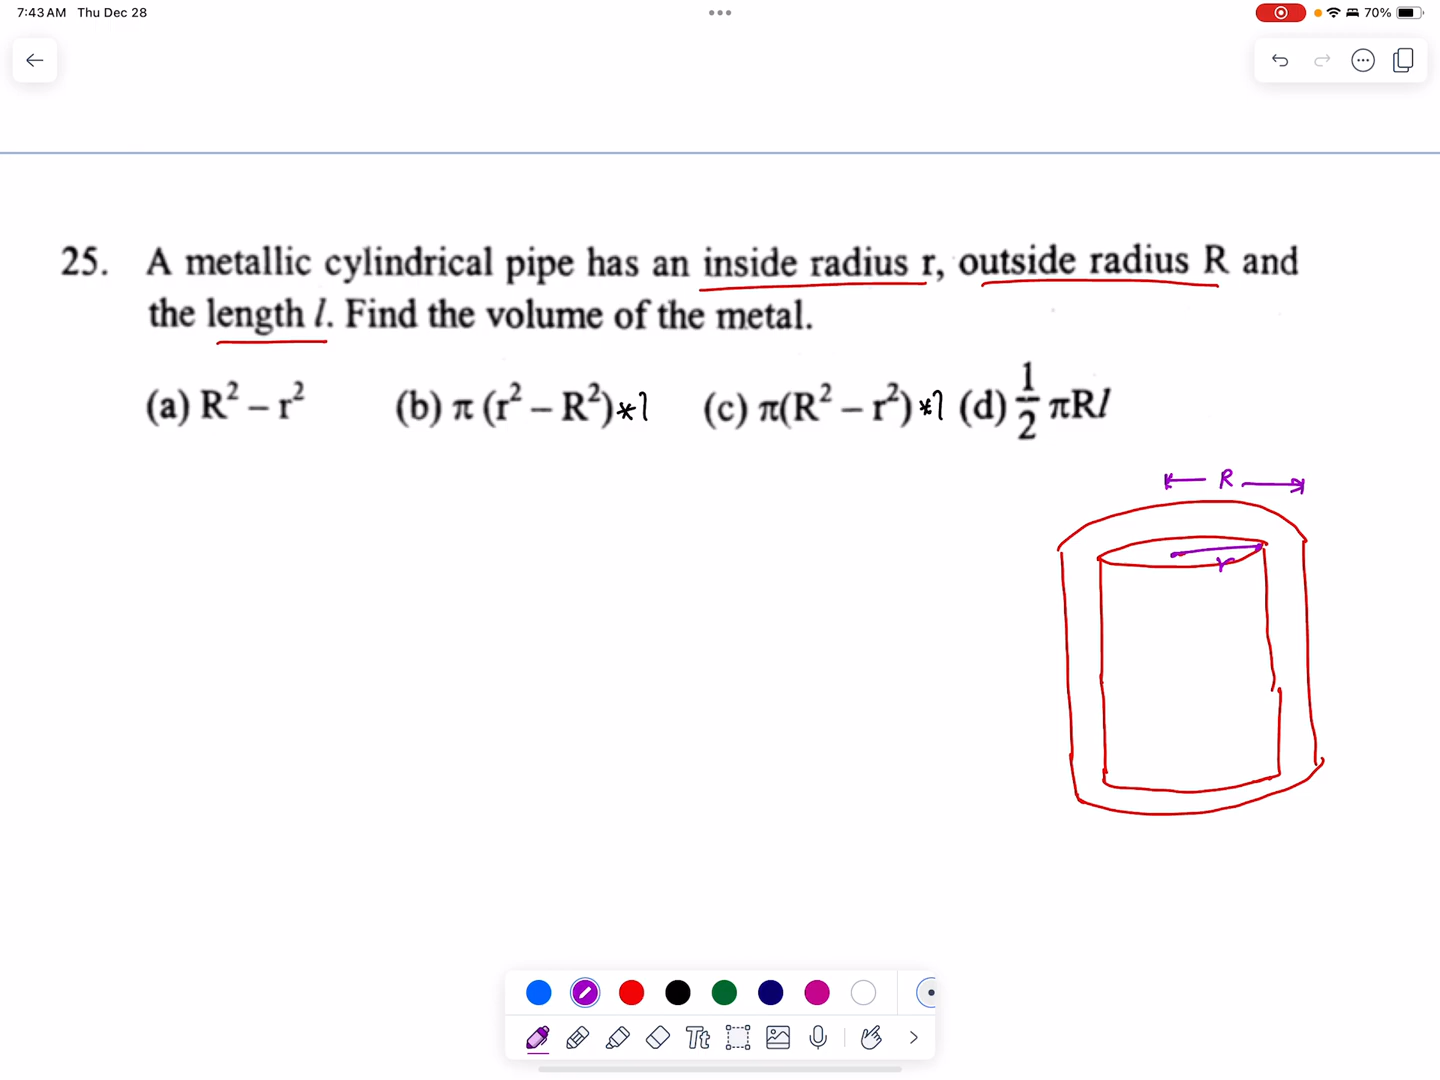 7:43 AM Thu Dec 28
70%
25. A metallic cylindrical pipe has an inside radius r, outside radius R and
the length l. Find the volume of the metal.
(a) R² – r² (b) π (r² – R²)*l (c) π(R² – r²)*l (d) 1/2 πRl
R
r
Tt